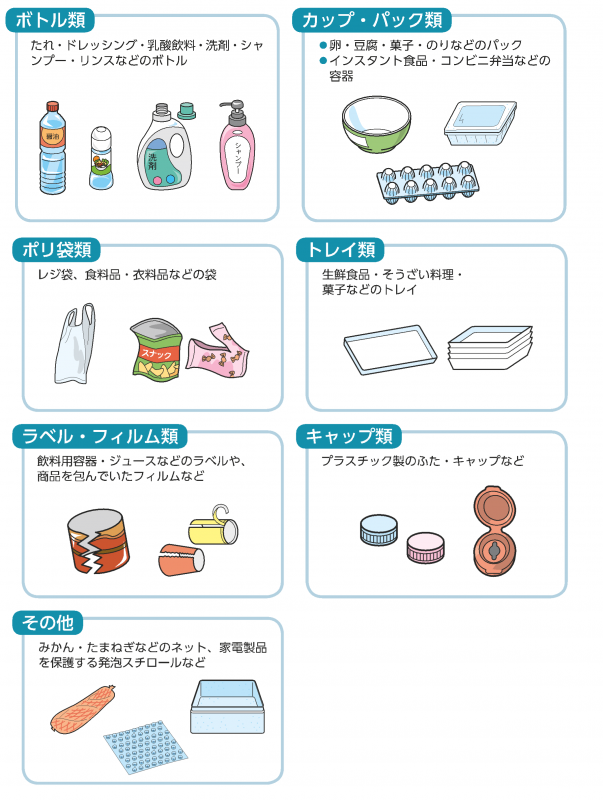 ボトル類
たれ・ドレッシング・乳酸飲料・洗剤・シャ
ンプー・リンスなどのボトル
醤油
洗剤
シャンプー
カップ・パック類
●卵・豆腐・菓子・のりなどのパック
●インスタント食品・コンビニ弁当などの
容器
ポリ袋類
レジ袋、食料品・衣料品などの袋
スナック
トレイ類
生鮮食品・そうざい料理・
菓子などのトレイ
ラベル・フィルム類
飲料用容器・ジュースなどのラベルや、
商品を包んでいたフィルムなど
キャップ類
プラスチック製のふた・キャップなど
その他
みかん・たまねぎなどのネット、家電製品
を保護する発泡スチロールなど